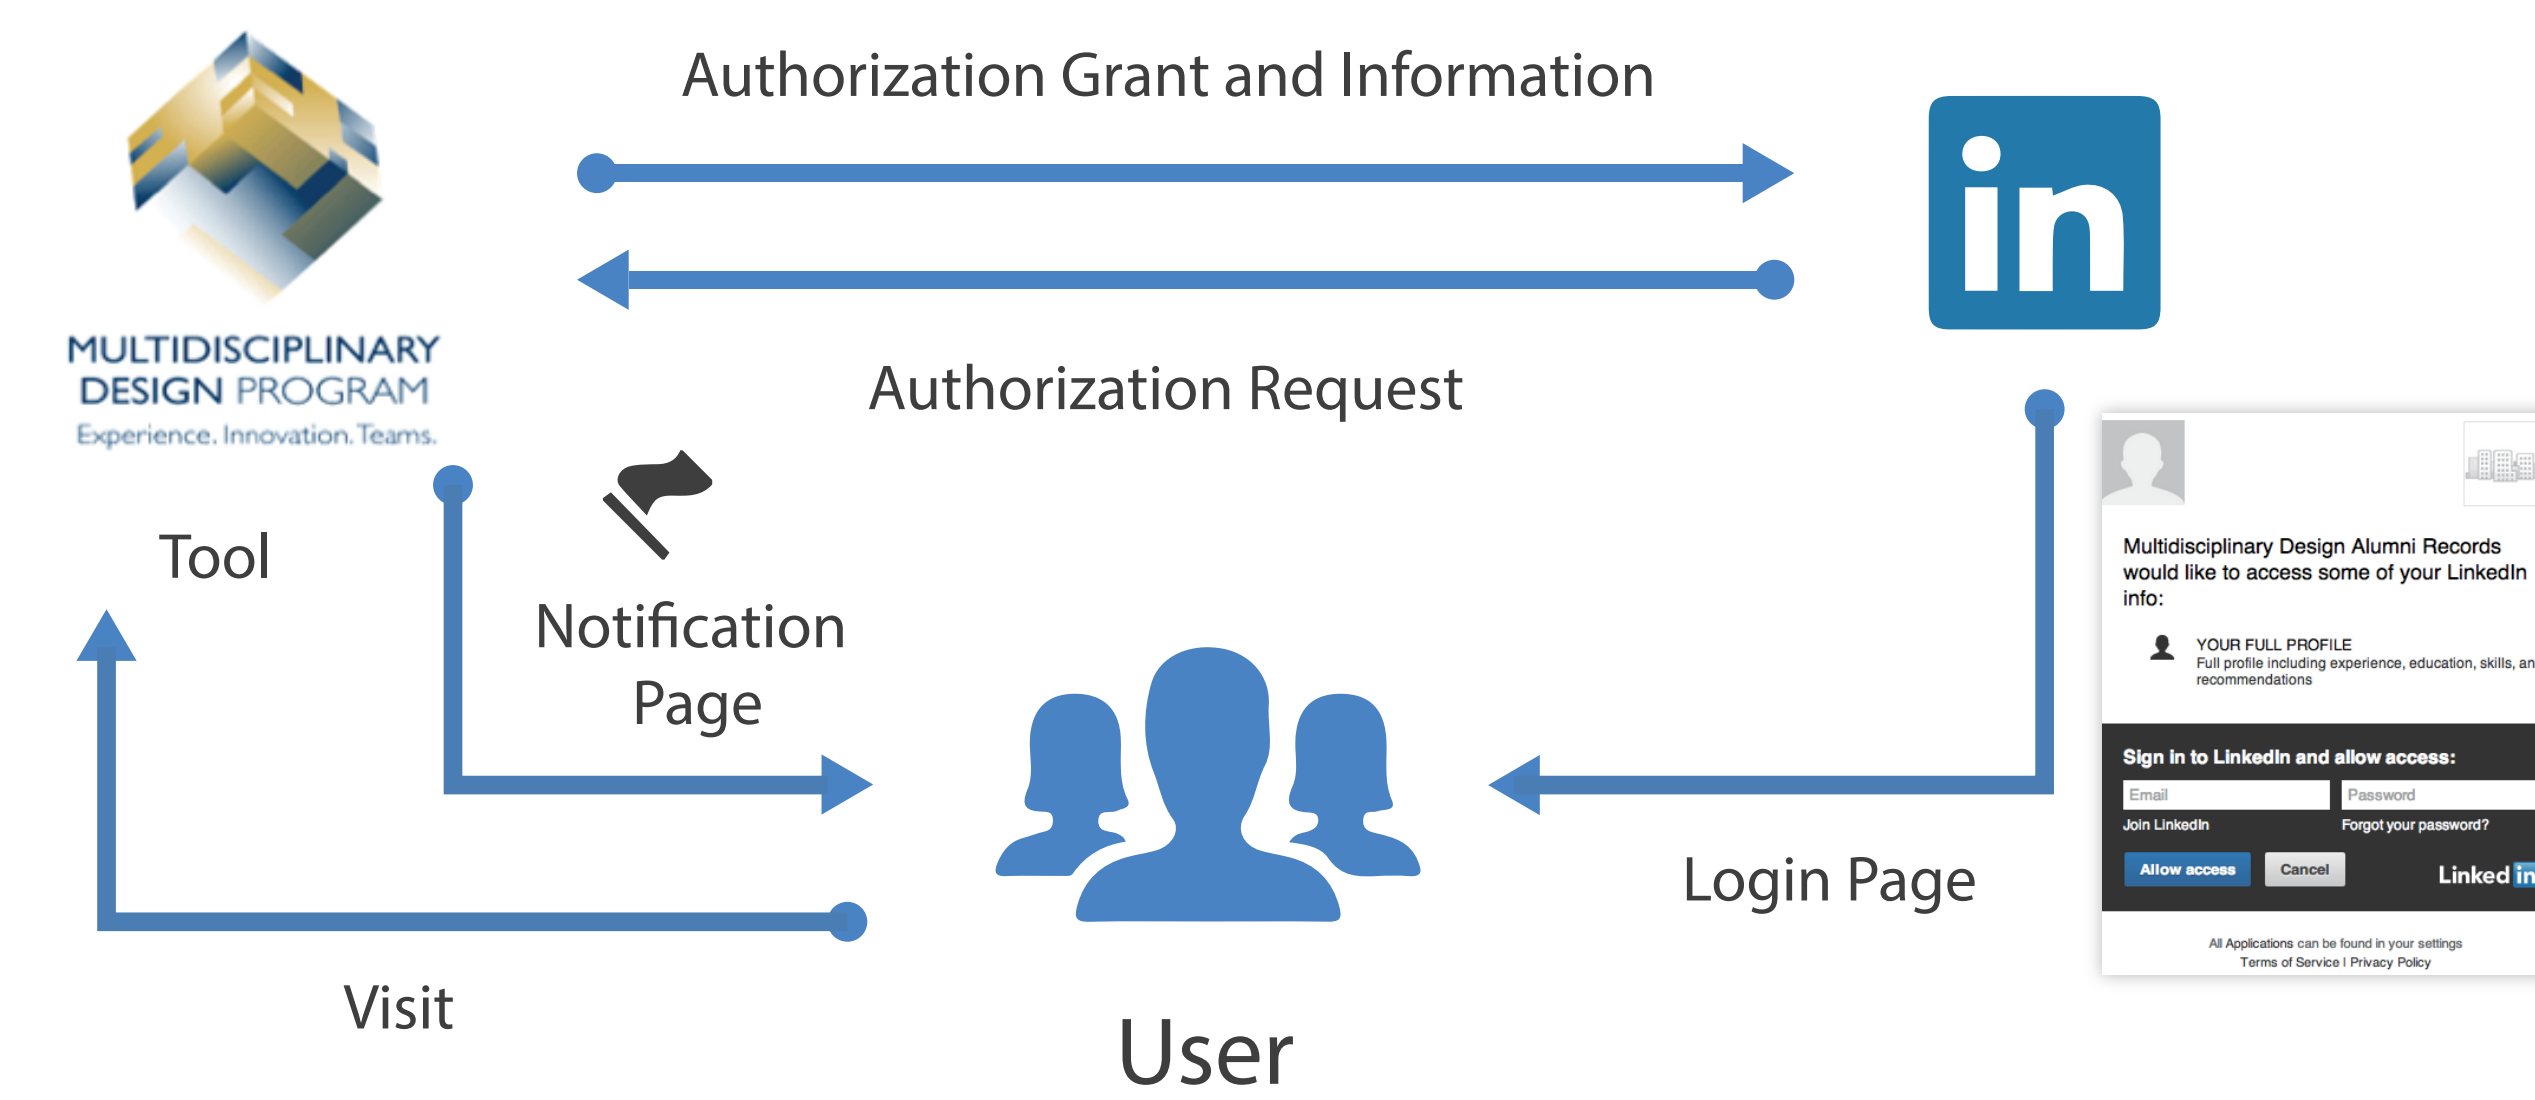 Authorization Grant and Information
in
MULTIDISCIPLINARY
DESIGN PROGRAM
Experience. Innovation. Teams.
Authorization Request
Tool
Notification
Page
Visit
User
Login Page
Multidisciplinary Design Alumni Records
would like to access some of your LinkedIn
info:
YOUR FULL PROFILE
Full profile including experience, education, skills, an
recommendations
Sign in to LinkedIn and allow access:
Email Password
Join LinkedIn Forgot your password?
Allow access Cancel Linked in
All Applications can be found in your settings
Terms of Service | Privacy Policy